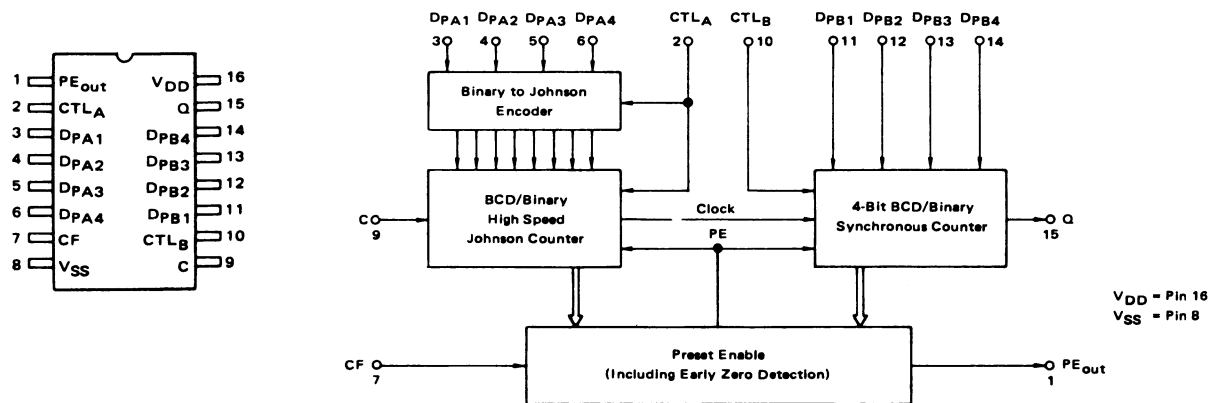 1 PEout VDD 16
2 CTLA Q 15
3 DPA1 DPB4 14
4 DPA2 DPB3 13
5 DPA3 DPB2 12
6 DPA4 DPB1 11
7 CF CTLB 10
8 VSS C 9
DPA1 DPA2 DPA3 DPA4 CTLA CTLB DPB1 DPB2 DPB3 DPB4
3 4 5 6 2 10 11 12 13 14
Binary to Johnson
Encoder
BCD/Binary
High Speed
Johnson Counter
C
9
Clock
PE
4-Bit BCD/Binary
Synchronous Counter
Q
15
VDD = Pin 16
VSS = Pin 8
CF
7
Preset Enable
(Including Early Zero Detection)
PEout
1